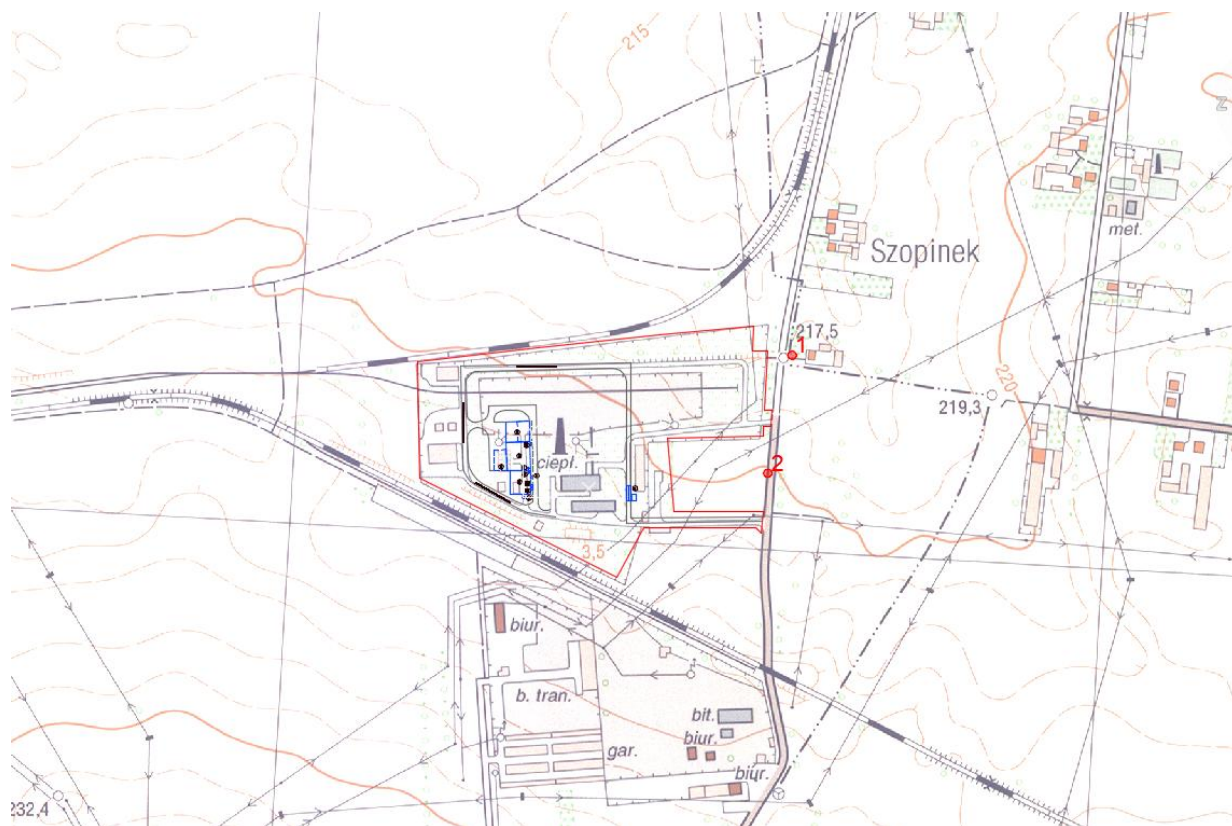 215
Szopinek
met.
217,5
1
220
219,3
2
ciepł.
3,5
biur.
b. tran.
bit.
biur.
gar.
biur.
232,4